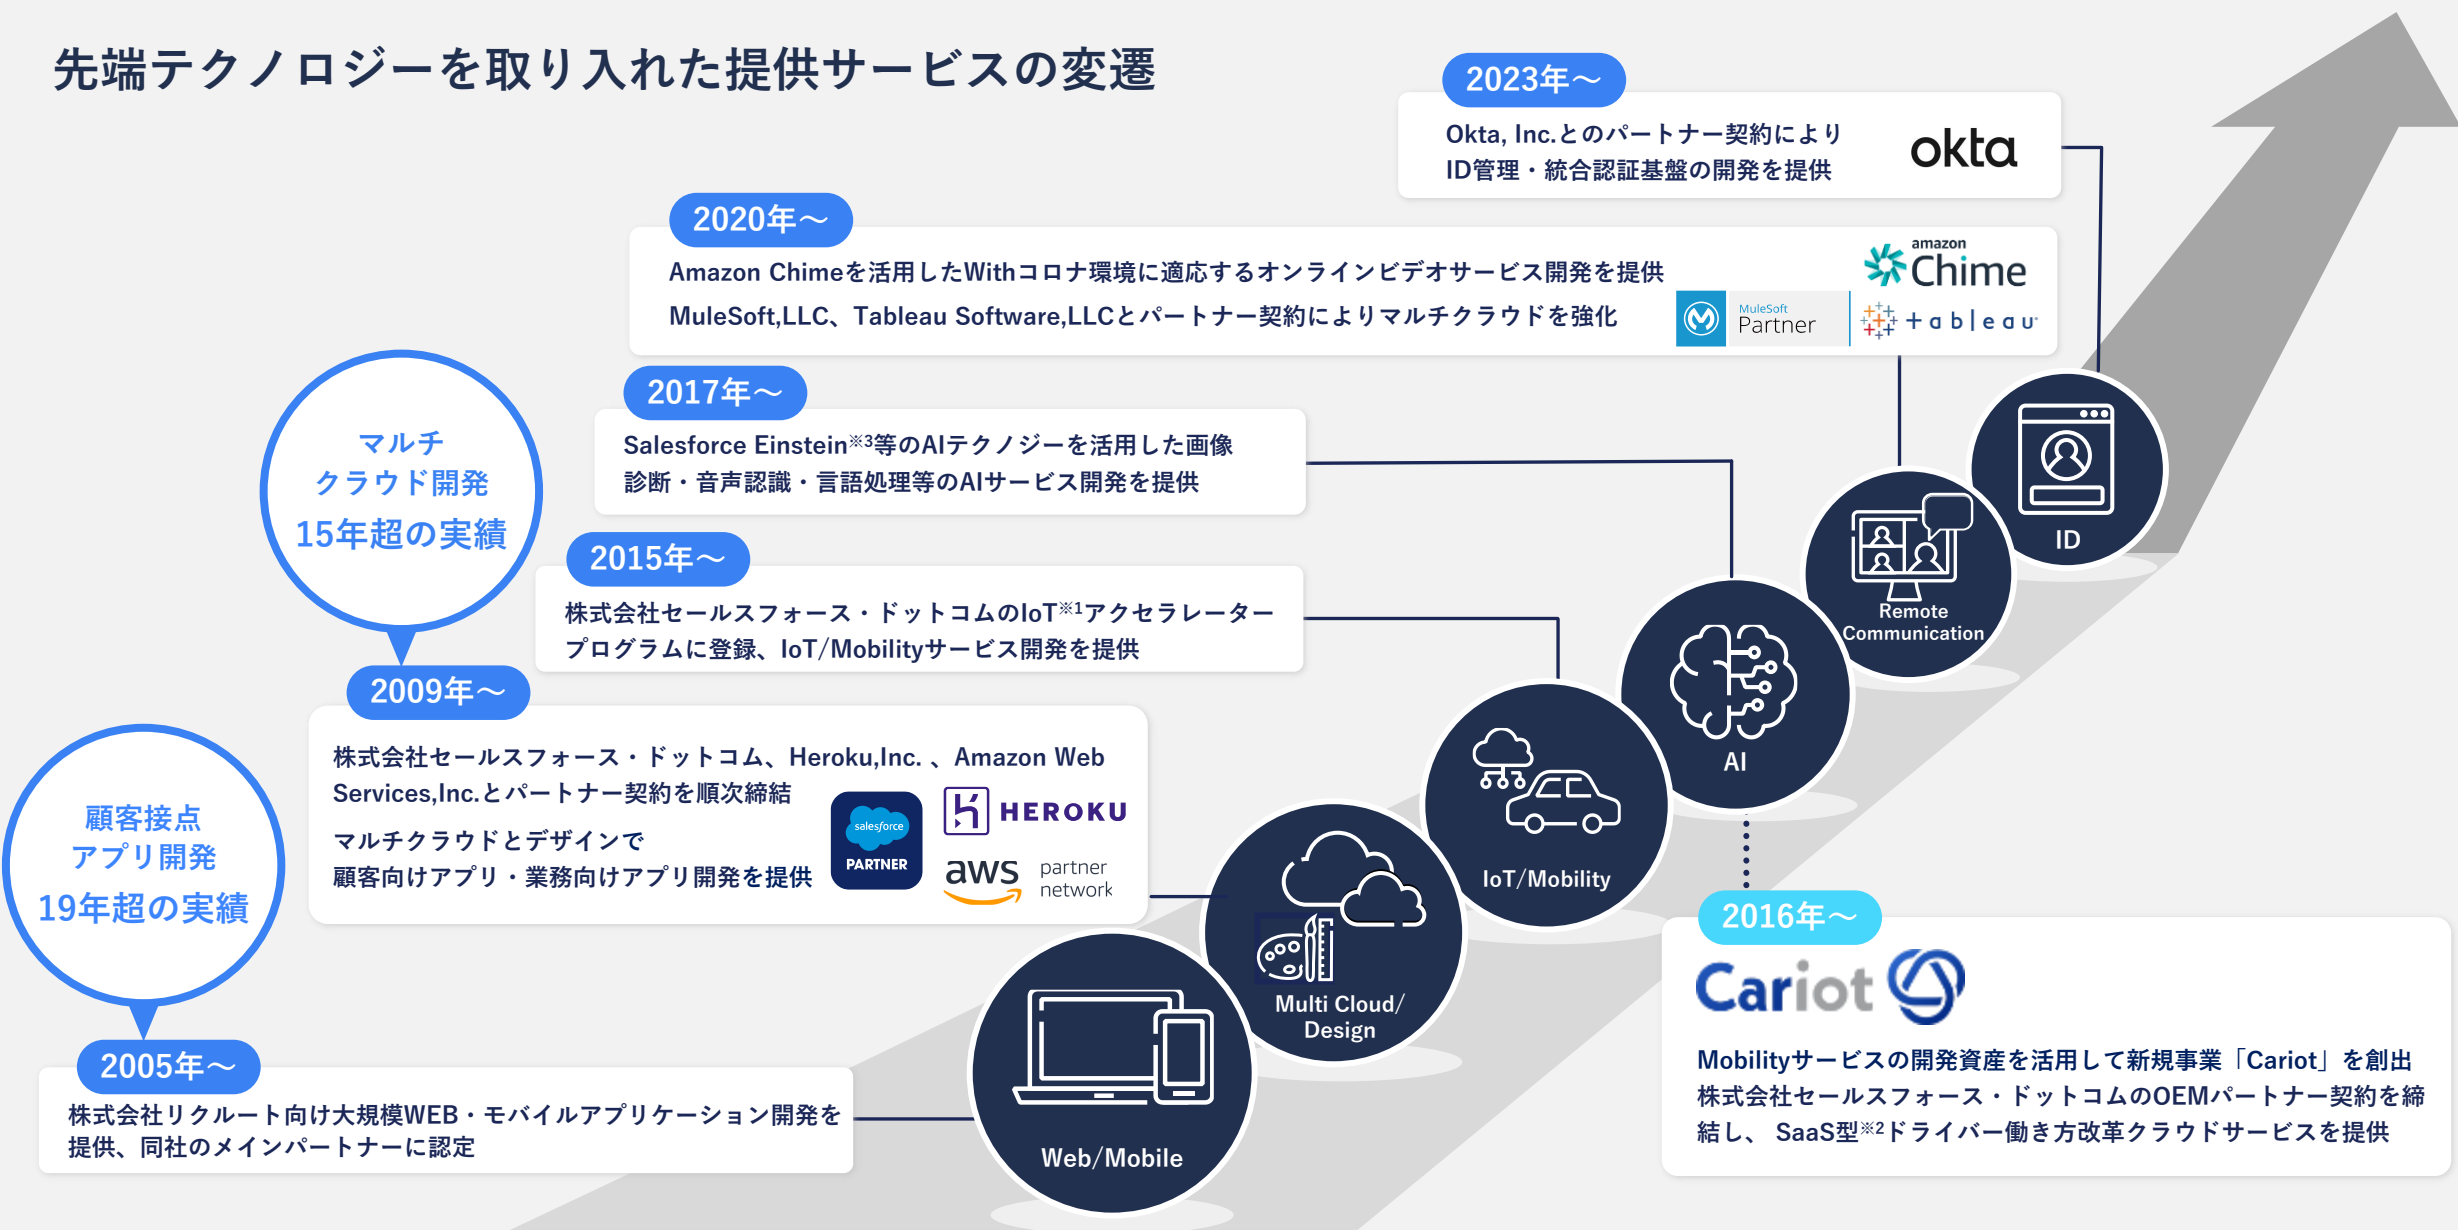 先端テクノロジーを取り入れた提供サービスの変遷
2023年～
Okta, Inc.とのパートナー契約により
ID管理・統合認証基盤の開発を提供
okta
2020年～
Amazon Chimeを活用したWithコロナ環境に適応するオンラインビデオサービス開発を提供
MuleSoft,LLC、Tableau Software,LLCとパートナー契約によりマルチクラウドを強化
amazon
Chime
MuleSoft
Partner
+ableau
2017年～
Salesforce Einstein※3等のAIテクノジーを活用した画像
診断・音声認識・言語処理等のAIサービス開発を提供
マルチ
クラウド開発
15年超の実績
2015年～
株式会社セールスフォース・ドットコムのIoT※1アクセラレーター
プログラムに登録、IoT/Mobilityサービス開発を提供
2009年～
株式会社セールスフォース・ドットコム、Heroku,Inc. 、Amazon Web
Services,Inc.とパートナー契約を順次締結
マルチクラウドとデザインで
顧客向けアプリ・業務向けアプリ開発を提供
salesforce
PARTNER
HEROKU
aws
partner
network
顧客接点
アプリ開発
19年超の実績
2005年～
株式会社リクルート向け大規模WEB・モバイルアプリケーション開発を
提供、同社のメインパートナーに認定
Web/Mobile
Multi Cloud/
Design
IoT/Mobility
AI
Remote
Communication
ID
2016年～
Cariot
Mobilityサービスの開発資産を活用して新規事業「Cariot」を創出
株式会社セールスフォース・ドットコムのOEMパートナー契約を締
結し、 SaaS型※2ドライバー働き方改革クラウドサービスを提供